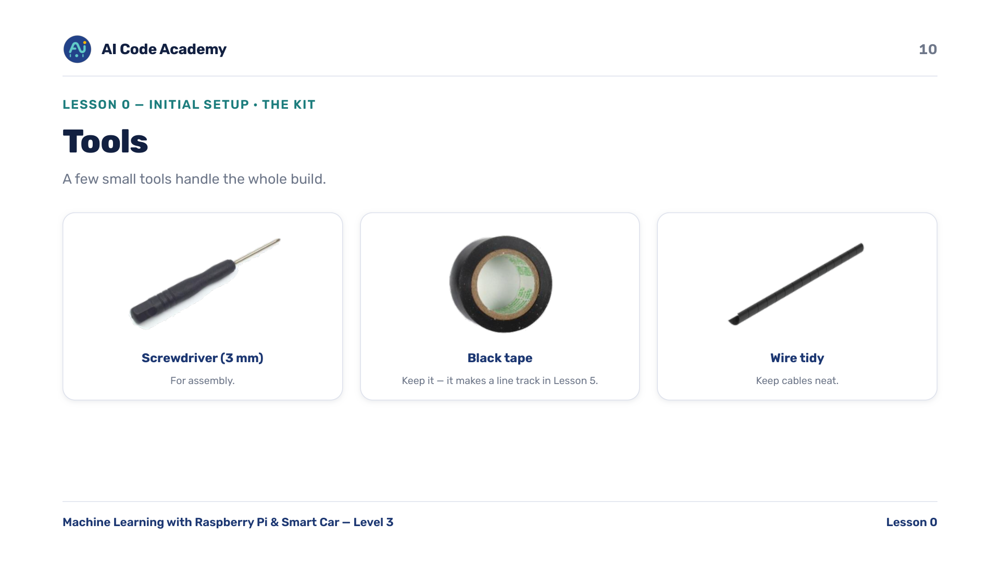 AI Code Academy
10
LESSON 0 — INITIAL SETUP · THE KIT
Tools
A few small tools handle the whole build.
Screwdriver (3 mm)
For assembly.
Black tape
Keep it — it makes a line track in Lesson 5.
Wire tidy
Keep cables neat.
Machine Learning with Raspberry Pi & Smart Car — Level 3
Lesson 0